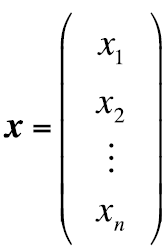 x = ( x₁
x₂
⋮
xₙ )